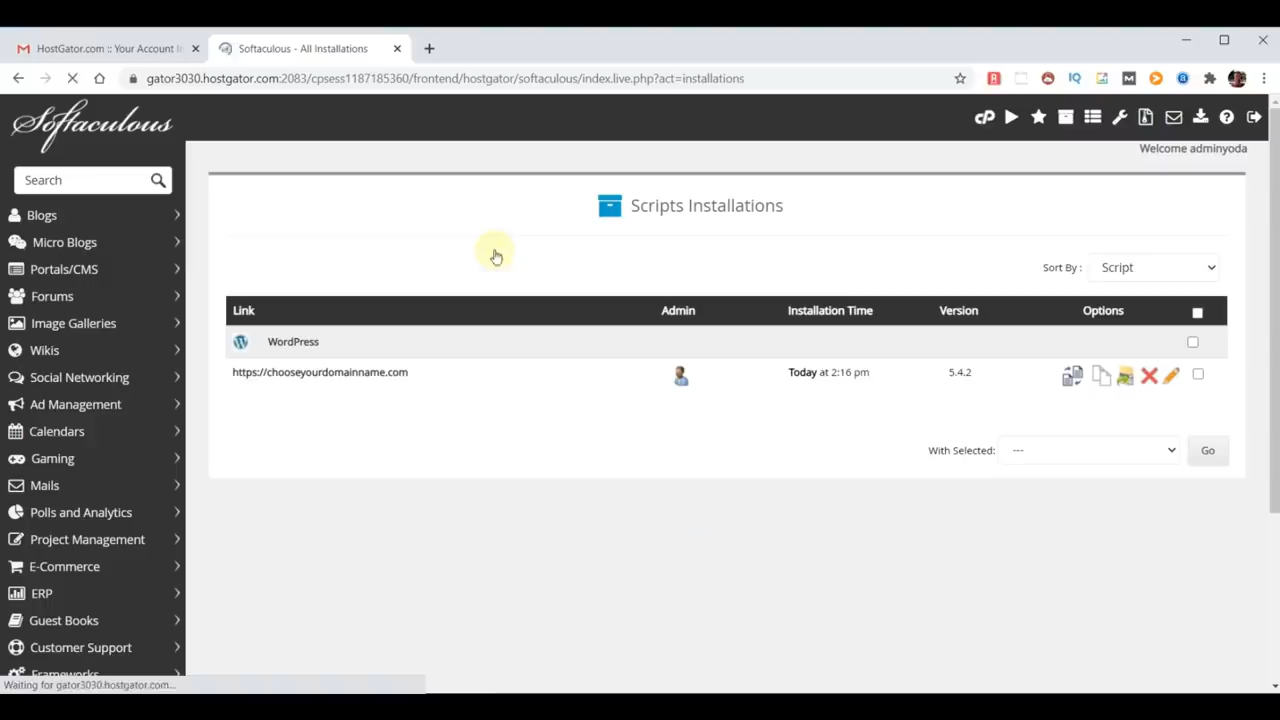 HostGator.com :: Your Account In
Softaculous - All Installations
gator3030.hostgator.com:2083/cpsess1187185360/frontend/hostgator/softaculous/index.live.php?act=installations
Softaculous
Welcome adminyoda
Search
Blogs
Micro Blogs
Portals/CMS
Forums
Image Galleries
Wikis
Social Networking
Ad Management
Calendars
Gaming
Mails
Polls and Analytics
Project Management
E-Commerce
ERP
Guest Books
Customer Support
Frameworks
Scripts Installations
Sort By : Script
Link Admin Installation Time Version Options
WordPress
https://chooseyourdomainname.com Today at 2:16 pm 5.4.2
With Selected: --- Go
Waiting for gator3030.hostgator.com...